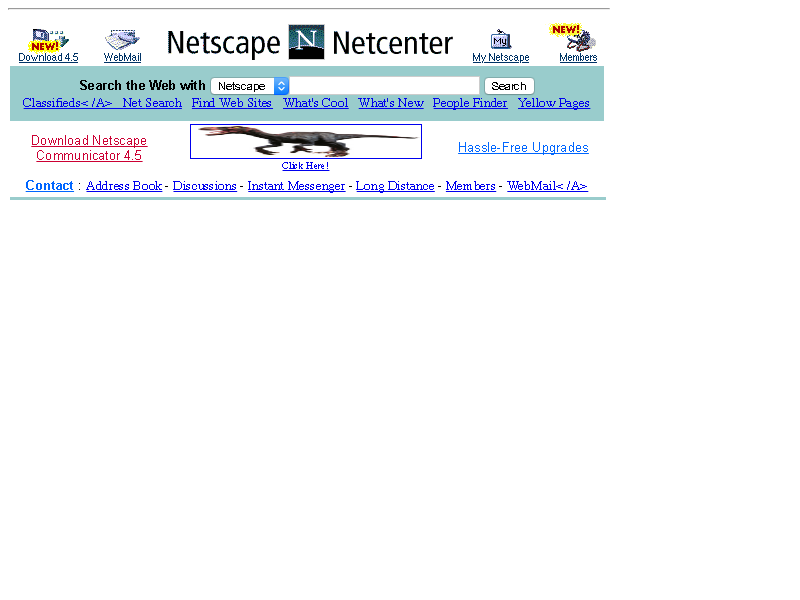 NEW! NEW!
Netscape N Netcenter
My
Download 4.5 WebMail My Netscape Members
Search the Web with Netscape Search
Classifieds< /A> Net Search Find Web Sites What's Cool What's New People Finder Yellow Pages
Download Netscape
Communicator 4.5
Click Here!
Hassle-Free Upgrades
Contact : Address Book - Discussions - Instant Messenger - Long Distance - Members - WebMail< /A>